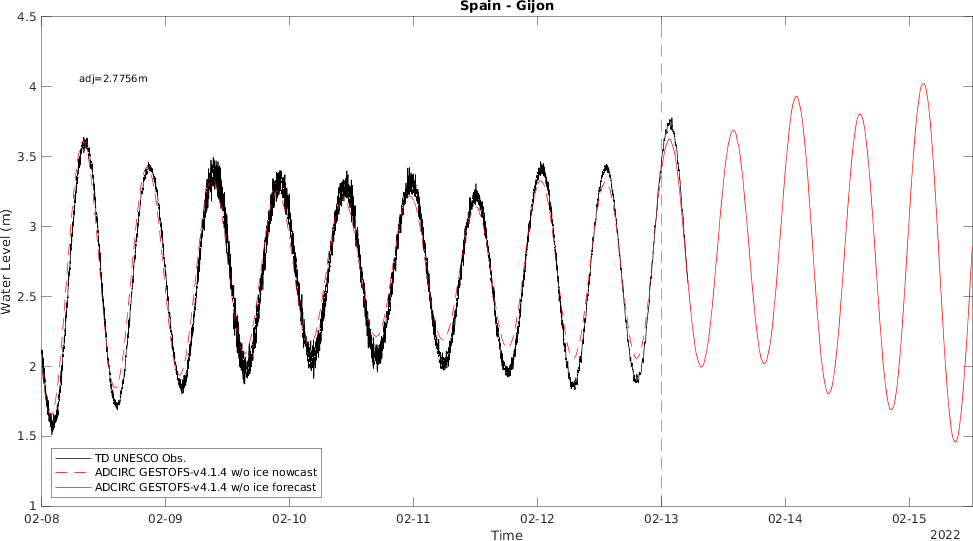 Spain - Gijon
4.5
4
3.5
3
2.5
2
1.5
1
Water Level (m)
adj=2.7756m
TD UNESCO Obs.
ADCIRC GESTOFS-v4.1.4 w/o ice nowcast
ADCIRC GESTOFS-v4.1.4 w/o ice forecast
02-08 02-09 02-10 02-11 02-12 02-13 02-14 02-15
Time
2022